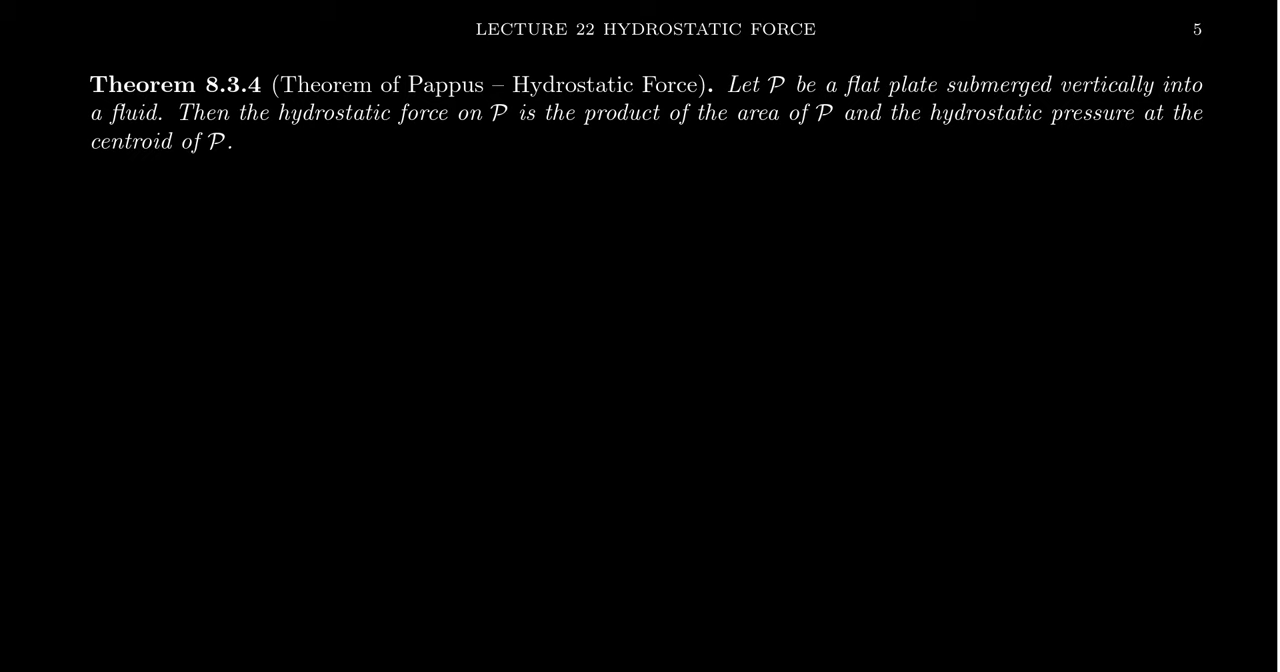 LECTURE 22 HYDROSTATIC FORCE 5
Theorem 8.3.4 (Theorem of Pappus – Hydrostatic Force). Let 𝒫 be a flat plate submerged vertically into
a fluid. Then the hydrostatic force on 𝒫 is the product of the area of 𝒫 and the hydrostatic pressure at the
centroid of 𝒫.